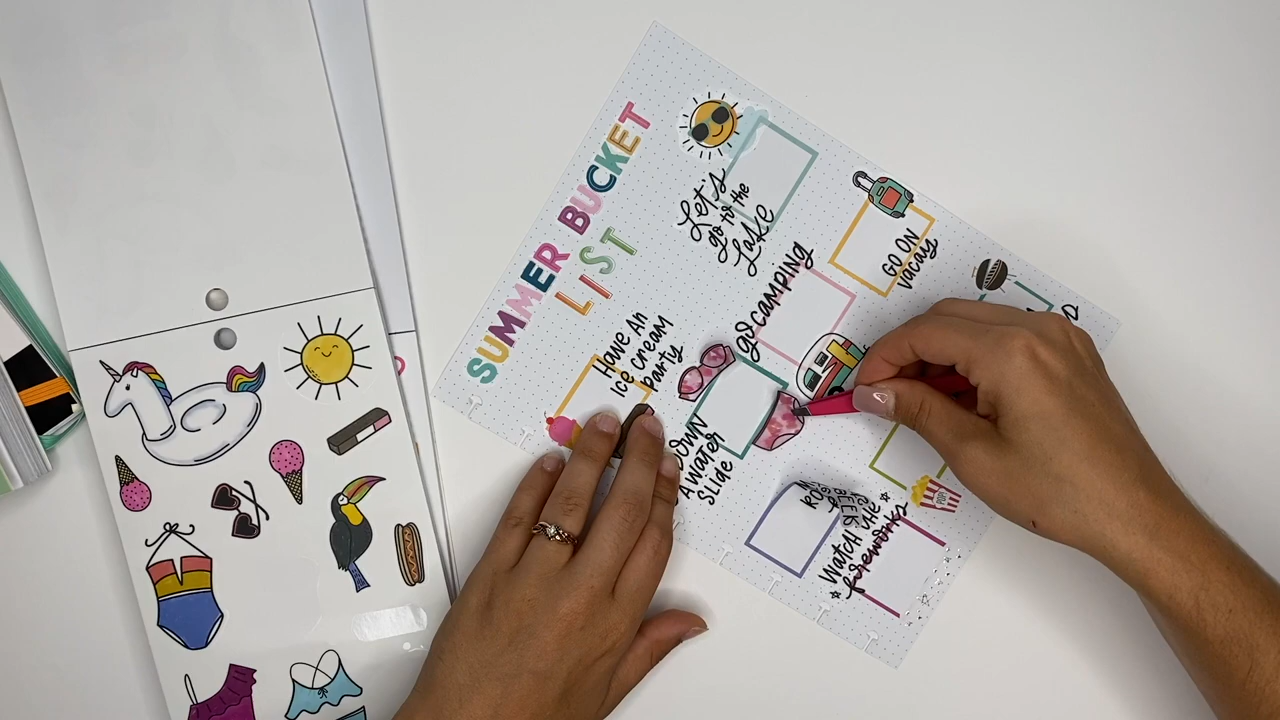 SUMMER BUCKET
LIST
Let's
go to the
Lake
GO ON
vacay
go CAMPING
Have An
Ice cream
party
DOWN
A Water
Slide
WATCH THE
fireworks
POP!